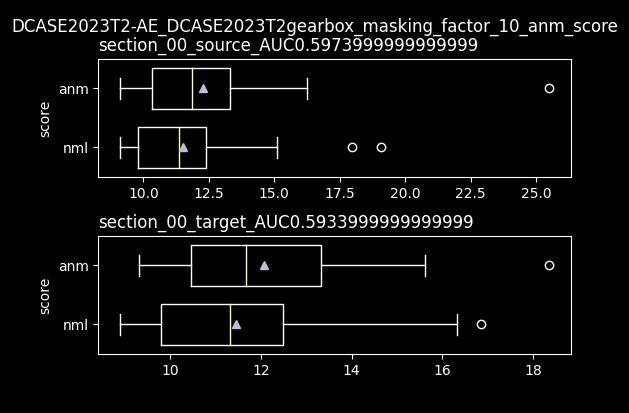 DCASE2023T2-AE_DCASE2023T2gearbox_masking_factor_10_anm_score
section_00_source_AUC0.5973999999999999
anm
nml
score
10.0 12.5 15.0 17.5 20.0 22.5 25.0
section_00_target_AUC0.5933999999999999
anm
nml
score
10 12 14 16 18